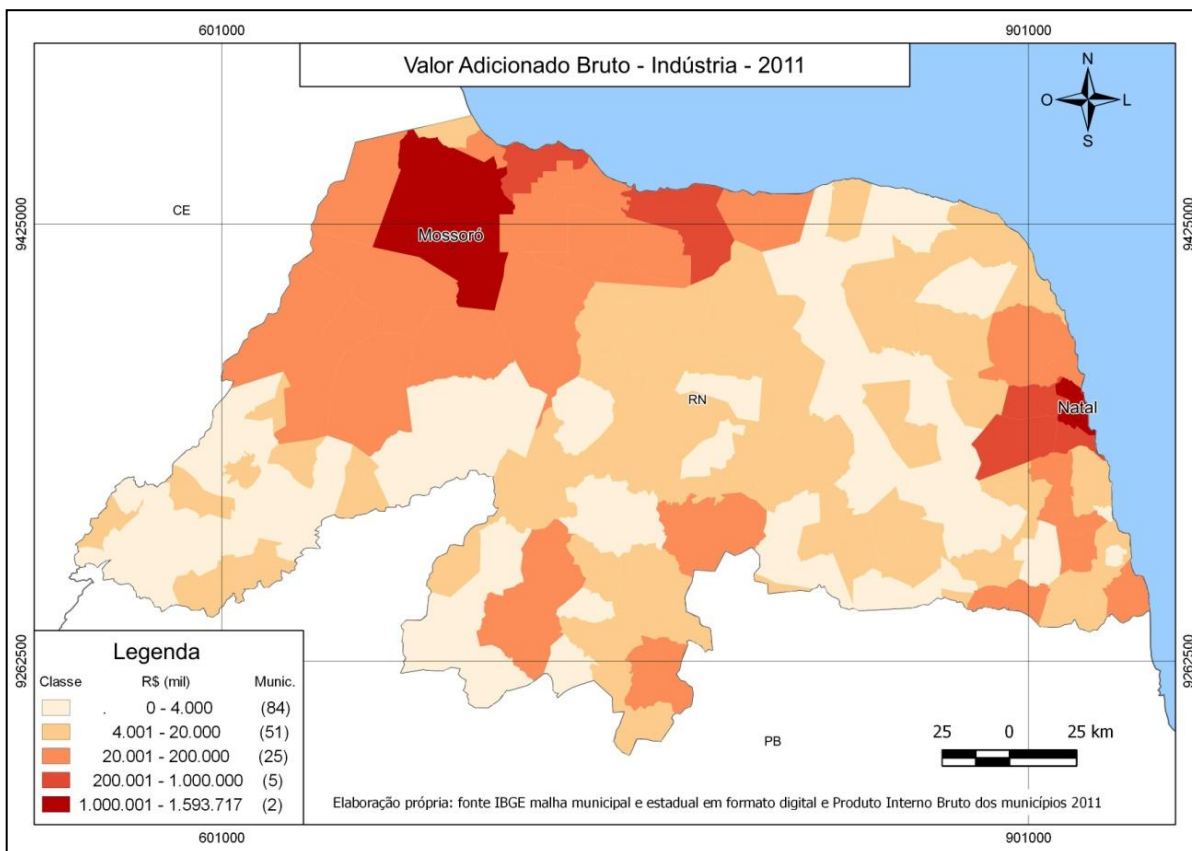 601000
901000
Valor Adicionado Bruto - Indústria - 2011
N
O L
S
CE
9425000
9425000
Mossoró
RN
Natal
9262500
9262500
Legenda
Classe R$ (mil) Munic.
. 0 - 4.000 (84)
4.001 - 20.000 (51)
20.001 - 200.000 (25)
200.001 - 1.000.000 (5)
1.000.001 - 1.593.717 (2)
PB
25 0 25 km
Elaboração própria: fonte IBGE malha municipal e estadual em formato digital e Produto Interno Bruto dos municípios 2011
601000
901000